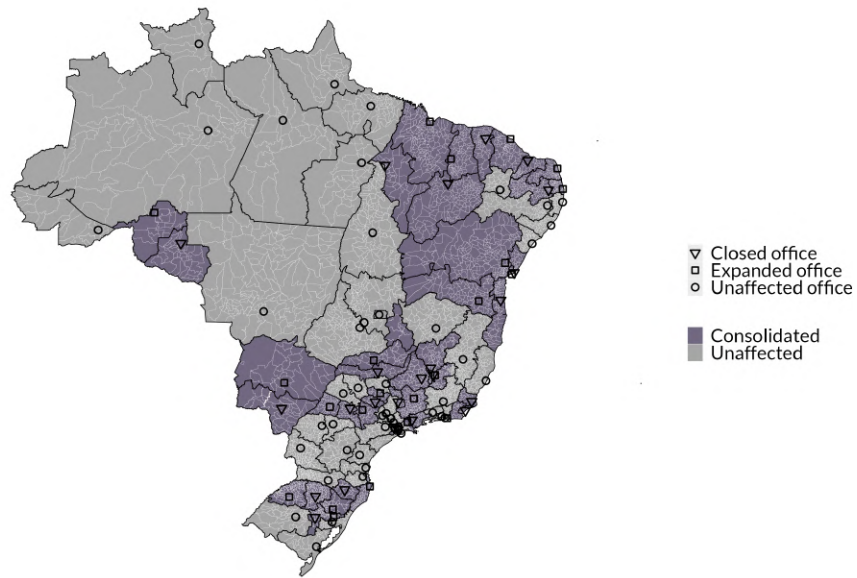 Closed office
Expanded office
Unaffected office
Consolidated
Unaffected